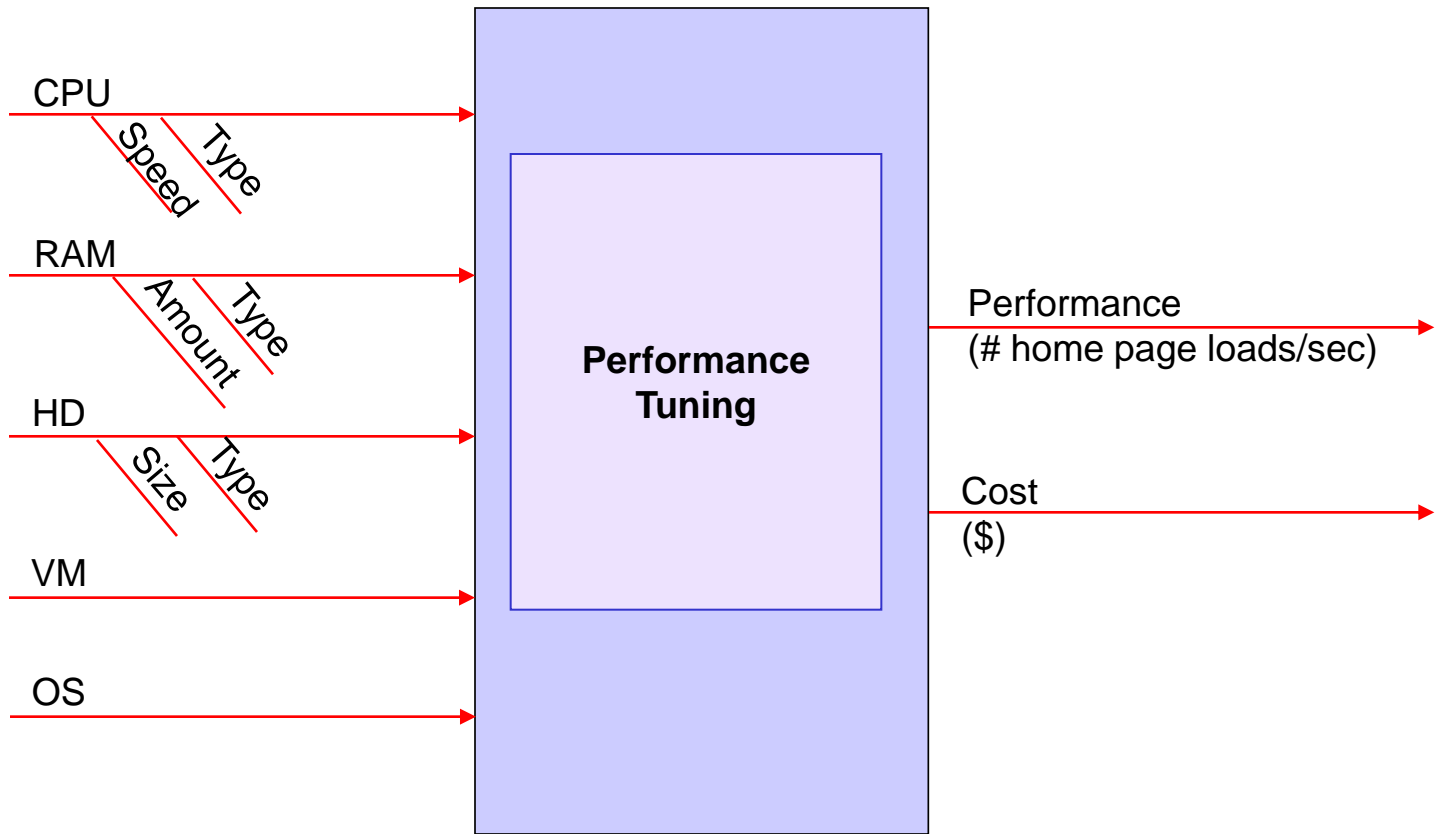 CPU
Speed
Type
RAM
Amount
Type
HD
Size
Type
VM
OS
Performance
Tuning
Performance
(# home page loads/sec)
Cost
($)